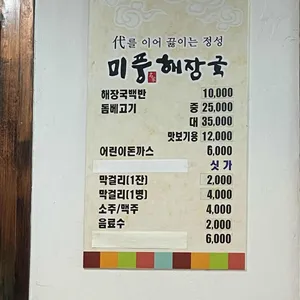 代를 이어 끓이는 정성
미풍해장국
해장국백반 10,000
돔베고기 중 25,000
대 35,000
맛보기용 12,000
어린이돈까스 6,000
싯가
막걸리(1잔) 2,000
막걸리(1병) 4,000
소주/맥주 4,000
음료수 2,000
6,000